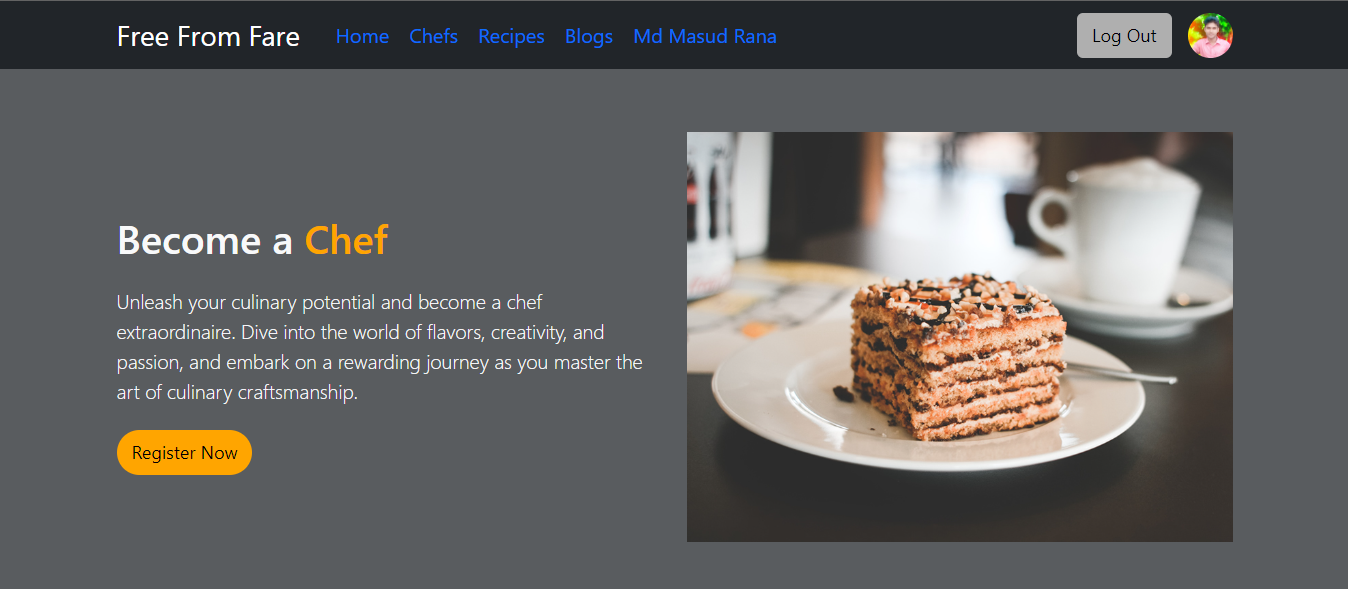 Free From Fare Home Chefs Recipes Blogs Md Masud Rana Log Out
Become a Chef
Unleash your culinary potential and become a chef
extraordinaire. Dive into the world of flavors, creativity, and
passion, and embark on a rewarding journey as you master the
art of culinary craftsmanship.
Register Now